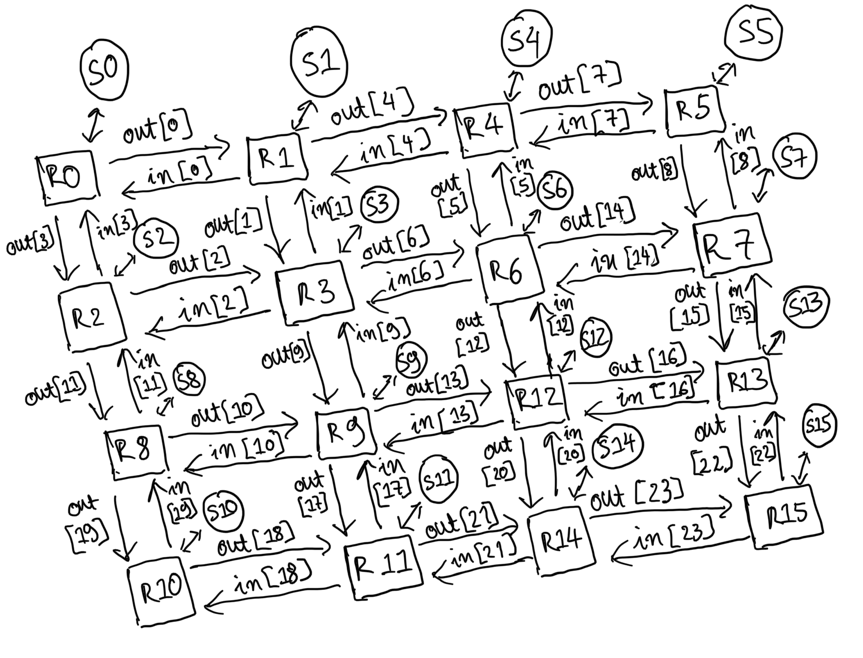 S0 S1 S4 S5
out[0] out[4] out[7]
R0 R1 R4 R5
in[0] in[4] in[7]
out[3] in[3] S2 out[1] in[1] S3 out[5] in[5] S6 out[8] in[8] S7
out[2] out[6] out[14]
R2 R3 R6 R7
in[2] in[6] in[14]
out[11] in[11] S8 out[9] in[9] S9 out[12] in[12] S12 out[15] in[15] S13
out[10] out[13] out[16]
R8 R9 R12 R13
in[10] in[13] in[16]
out[19] in[19] S10 out[17] in[17] S11 out[20] in[20] S14 out[22] in[22] S15
out[18] out[21] out[23]
R10 R11 R14 R15
in[18] in[21] in[23]